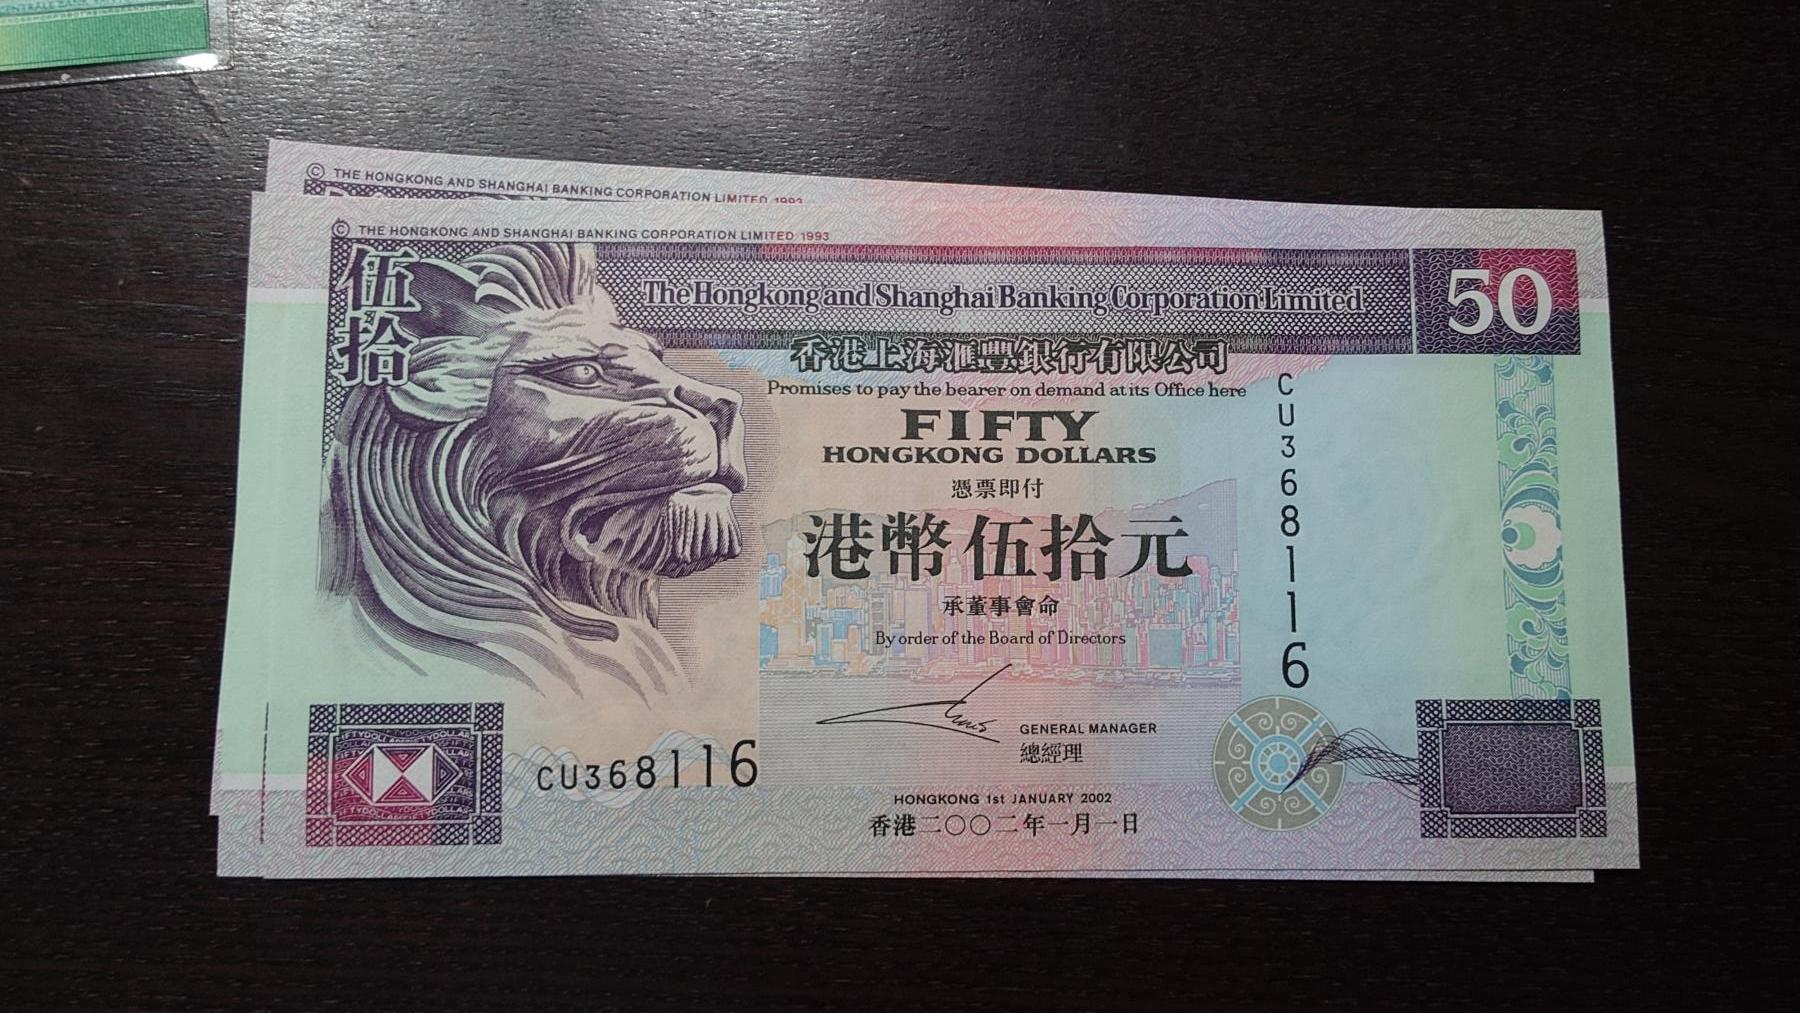 © THE HONGKONG AND SHANGHAI BANKING CORPORATION LIMITED 1993
© THE HONGKONG AND SHANGHAI BANKING CORPORATION LIMITED 1993
伍拾
The Hongkong and Shanghai Banking Corporation Limited
50
香港上海滙豐銀行有限公司
Promises to pay the bearer on demand at its Office here
FIFTY
HONGKONG DOLLARS
憑票即付
港幣伍拾元
承董事會命
By order of the Board of Directors
CU368116
GENERAL MANAGER
總經理
CU368116
HONGKONG 1st JANUARY 2002
香港二〇〇二年一月一日